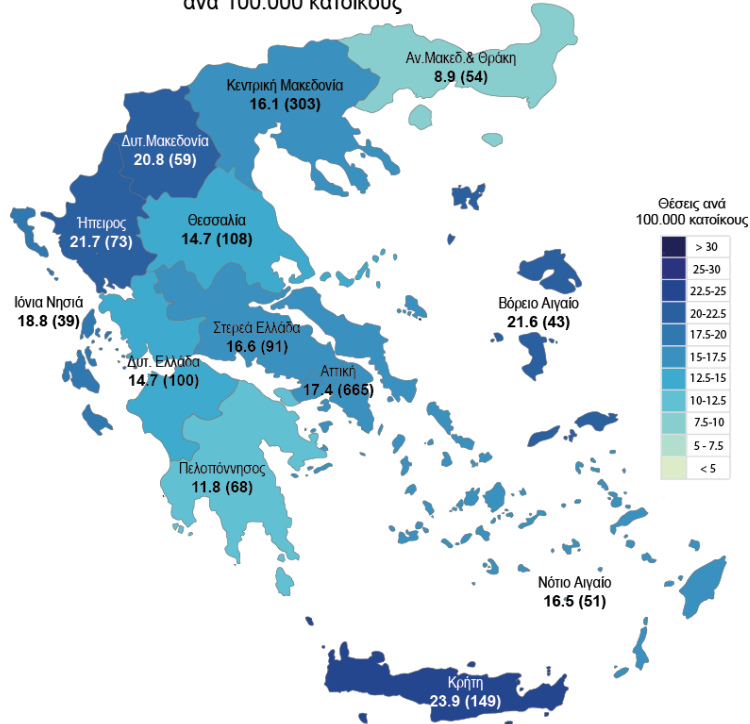 ανά 100.000 κατοίκους
Αν.Μακεδ.& Θράκη
8.9 (54)
Κεντρική Μακεδονία
16.1 (303)
Δυτ.Μακεδονία
20.8 (59)
Ήπειρος
21.7 (73)
Θεσσαλία
14.7 (108)
Ιόνια Νησιά
18.8 (39)
Στερεά Ελλάδα
16.6 (91)
Δυτ. Ελλάδα
14.7 (100)
Αττική
17.4 (665)
Πελοπόννησος
11.8 (68)
Βόρειο Αιγαίο
21.6 (43)
Νότιο Αιγαίο
16.5 (51)
Κρήτη
23.9 (149)
Θέσεις ανά
100.000 κατοίκους
> 30
25-30
22.5-25
20-22.5
17.5-20
15-17.5
12.5-15
10-12.5
7.5-10
5 - 7.5
< 5